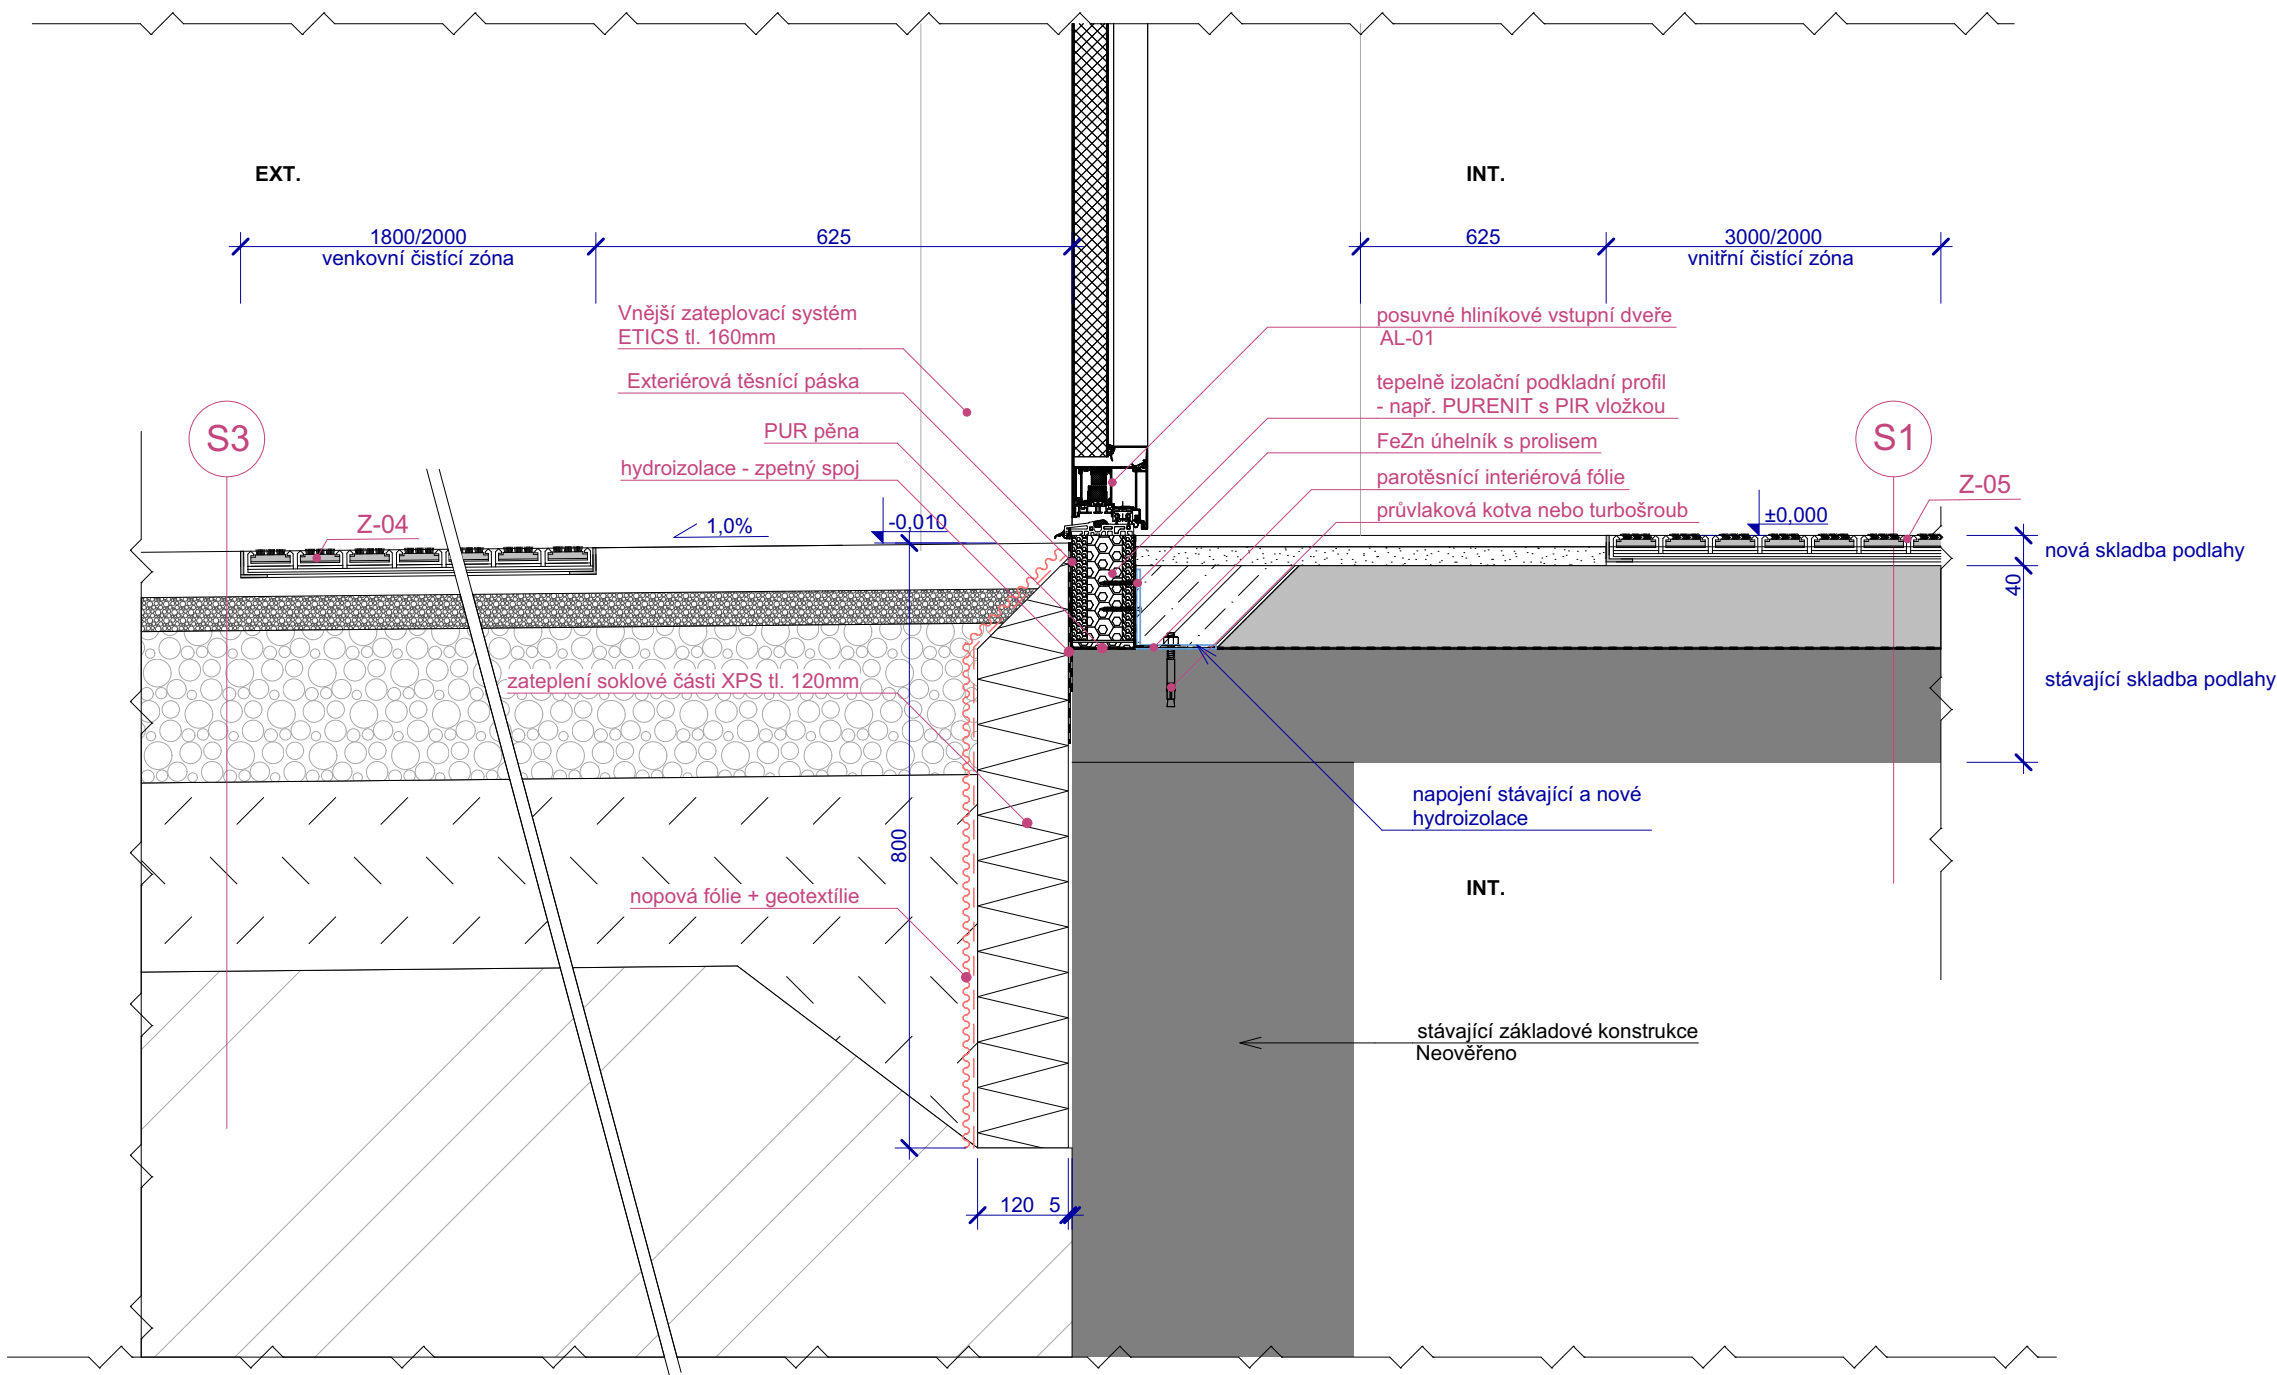 EXT.
INT.
1800/2000
venkovní čistící zóna
625
625
3000/2000
vnitřní čistící zóna
Vnější zateplovací systém
ETICS tl. 160mm
Exteriérová těsnící páska
PUR pěna
hydroizolace - zpetný spoj
posuvné hliníkové vstupní dveře
AL-01
tepelně izolační podkladní profil
- např. PURENIT s PIR vložkou
FeZn úhelník s prolisem
parotěsnící interiérová fólie
průvlaková kotva nebo turbošroub
S3
S1
Z-04
1,0%
-0,010
±0,000
Z-05
nová skladba podlahy
40
stávající skladba podlahy
zateplení soklové části XPS tl. 120mm
napojení stávající a nové
hydroizolace
800
nopová fólie + geotextílie
INT.
stávající základové konstrukce
Neověřeno
120
5